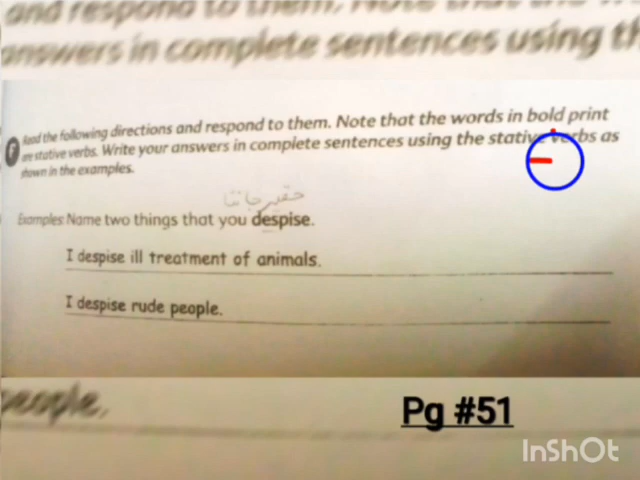 and respond to them. Note that the
answers in complete sentences using th
F Read the following directions and respond to them. Note that the words in bold print
are stative verbs. Write your answers in complete sentences using the stative verbs as
shown in the examples.
حقیر جاننا
Examples: Name two things that you despise.
I despise ill treatment of animals.
I despise rude people.
people.
Pg #51
InShOt